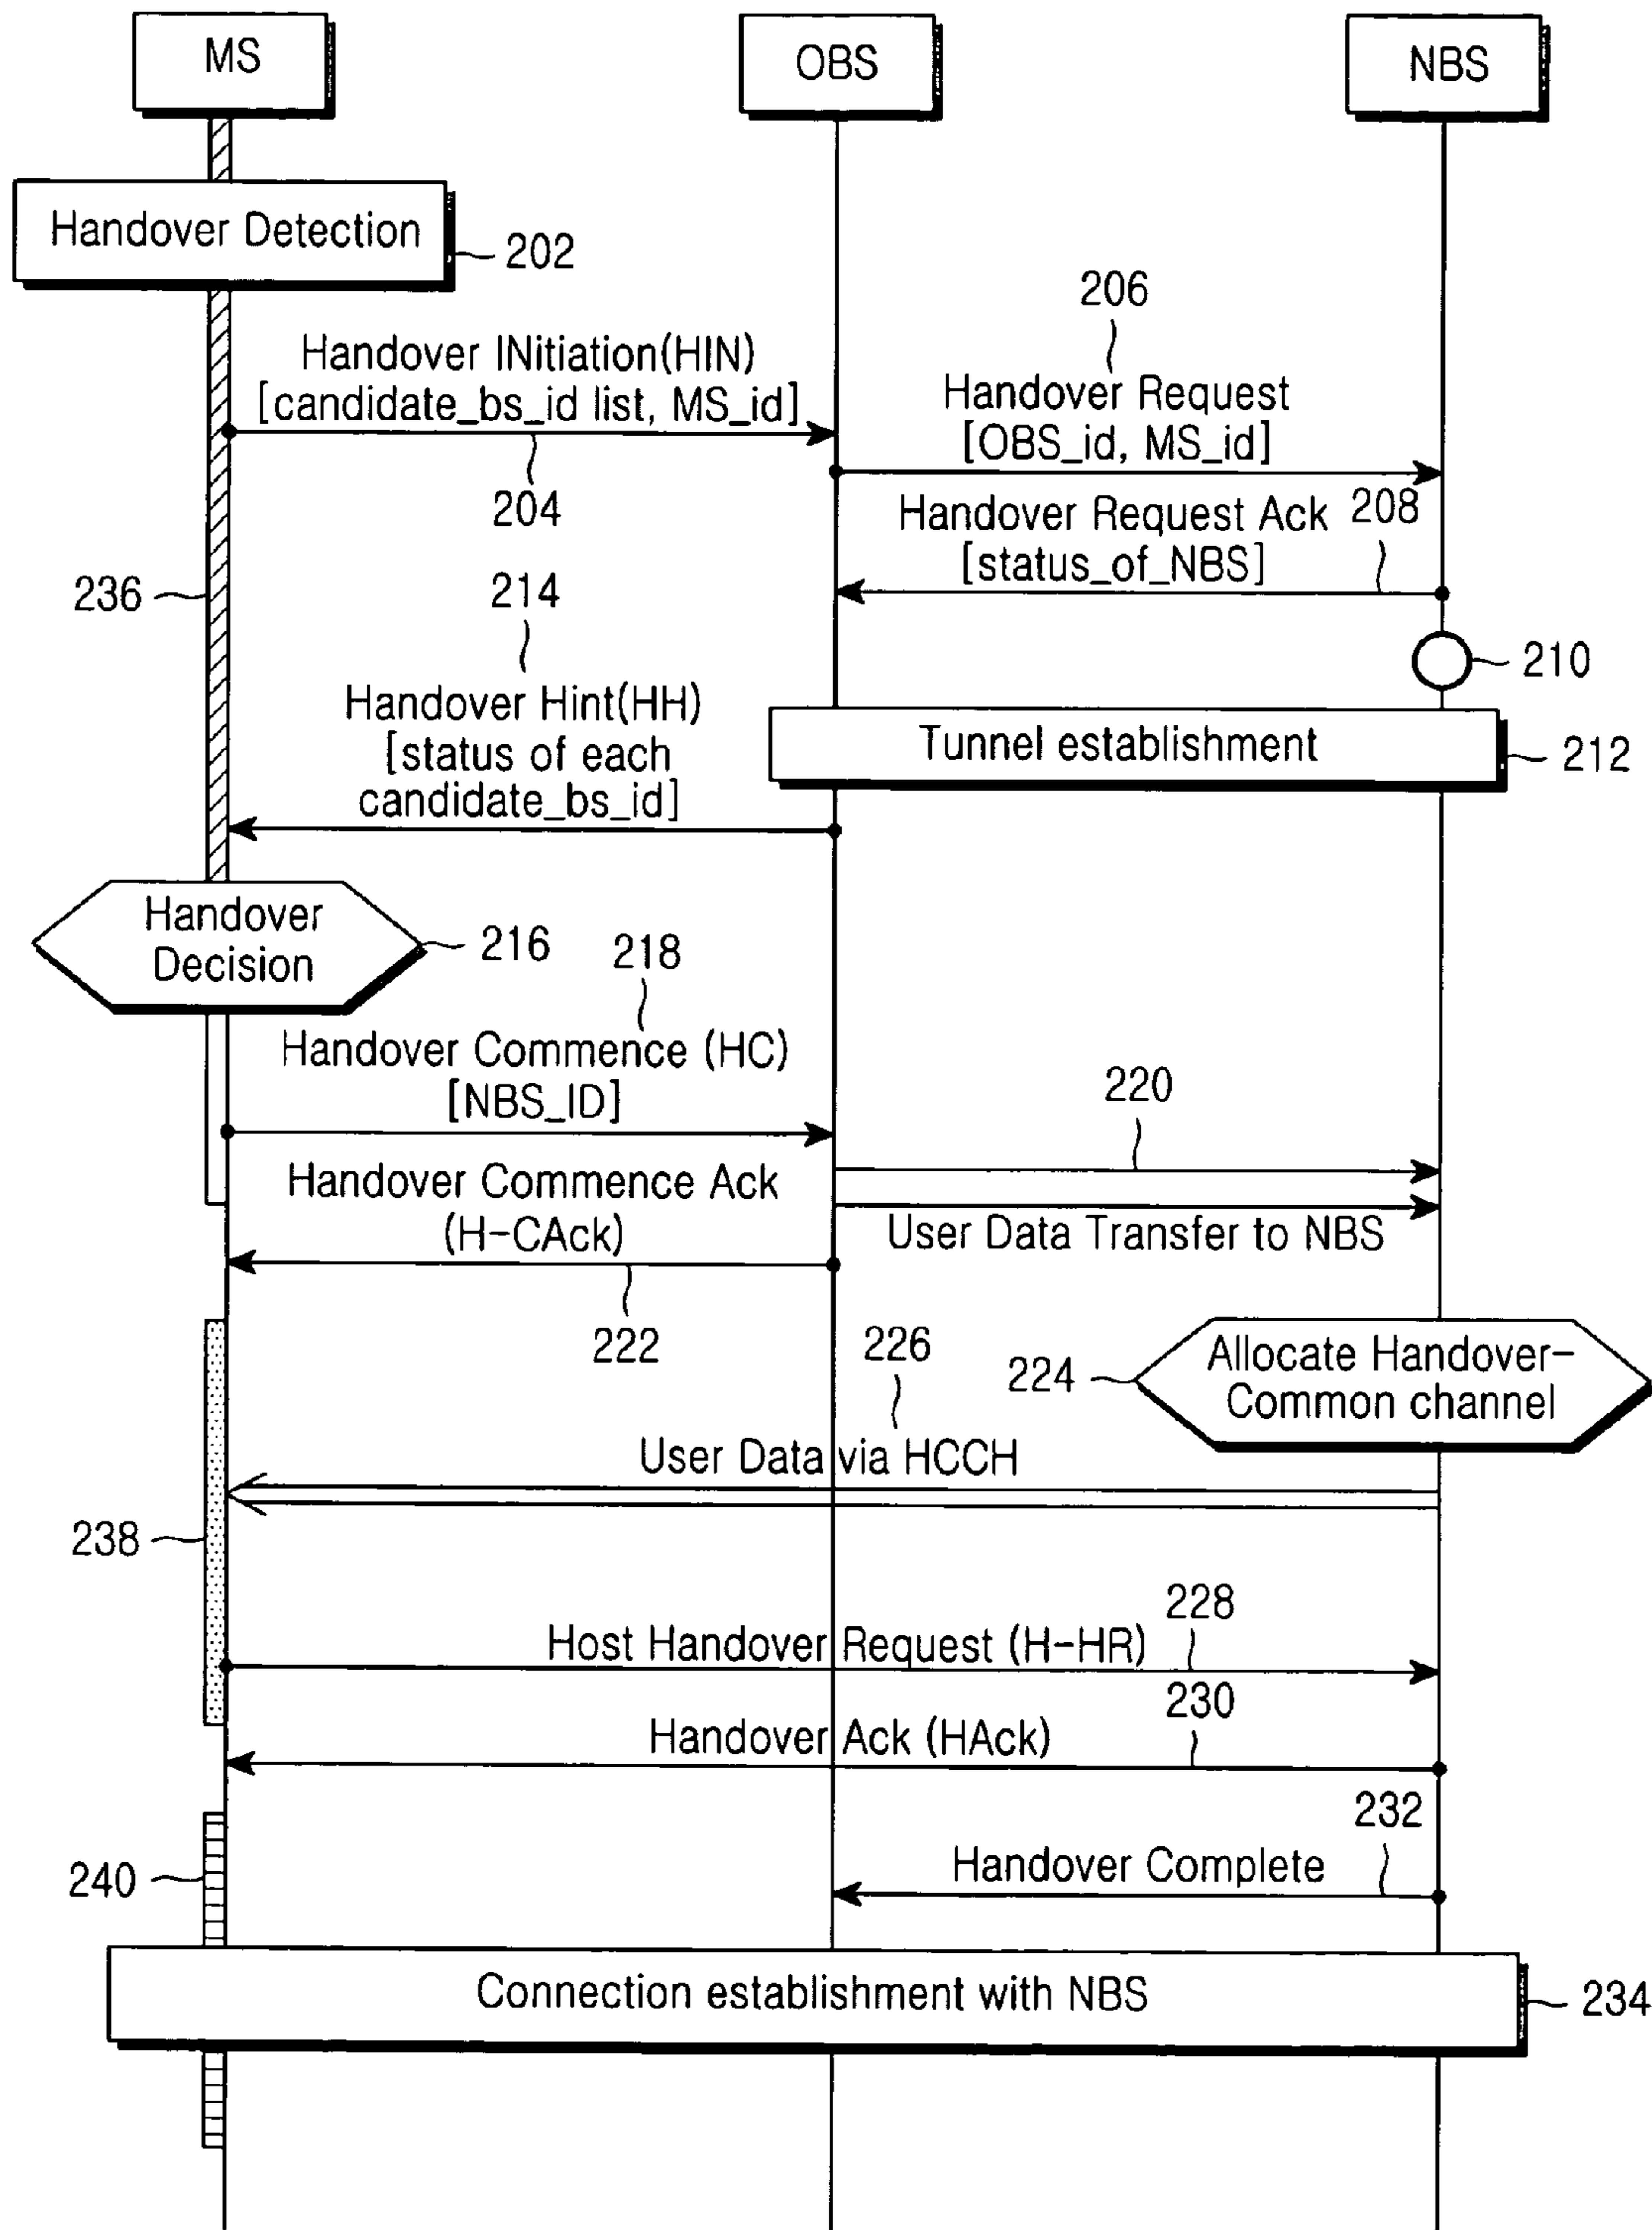 MS
OBS
NBS
Handover Detection
202
206
Handover INitiation(HIN)
[candidate_bs_id list, MS_id]
204
Handover Request
[OBS_id, MS_id]
Handover Request Ack
208
[status_of_NBS]
236
210
214
Handover Hint(HH)
[status of each
candidate_bs_id]
Tunnel establishment
212
Handover
Decision
216
218
Handover Commence (HC)
[NBS_ID]
220
Handover Commence Ack
(H-CAck)
User Data Transfer to NBS
222
224
Allocate Handover-
Common channel
226
User Data via HCCH
238
228
Host Handover Request (H-HR)
230
Handover Ack (HAck)
232
Handover Complete
240
Connection establishment with NBS
234